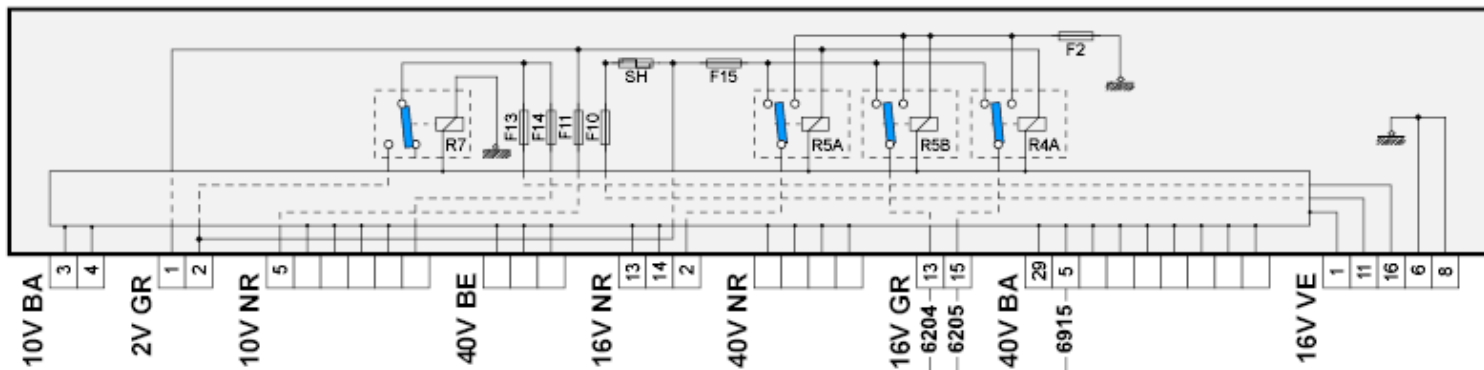 F2
SH
F15
F13
F14
F11
F10
R7
R5A
R5B
R4A
10V BA
3
4
2V GR
1
2
10V NR
5
40V BE
16V NR
13
14
2
40V NR
16V GR
13
15
6204
6205
40V BA
29
5
6915
16V VE
1
11
16
6
8